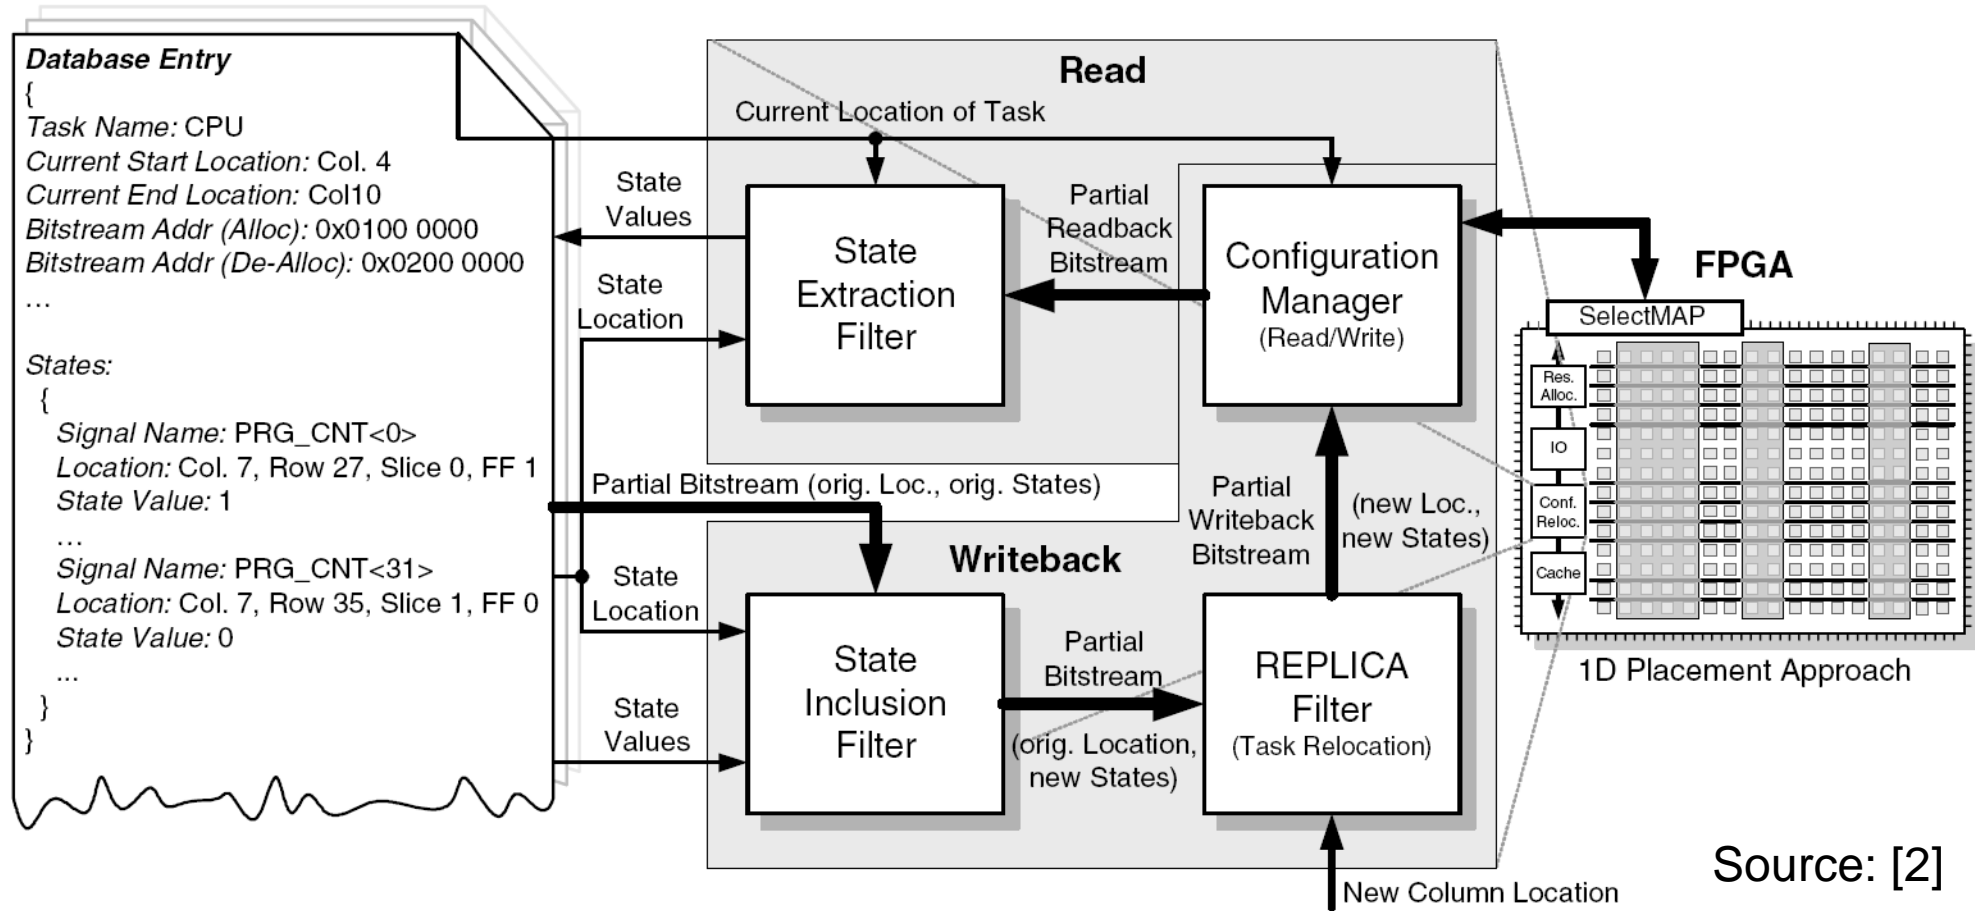 Database Entry
{
Task Name: CPU
Current Start Location: Col. 4
Current End Location: Col10
Bitstream Addr (Alloc): 0x0100 0000
Bitstream Addr (De-Alloc): 0x0200 0000
...
States:
{
Signal Name: PRG_CNT<0>
Location: Col. 7, Row 27, Slice 0, FF 1
State Value: 1
...
Signal Name: PRG_CNT<31>
Location: Col. 7, Row 35, Slice 1, FF 0
State Value: 0
...
}
}
Read
Current Location of Task
State
Values
State
Location
State
Extraction
Filter
Partial
Readback
Bitstream
Configuration
Manager
(Read/Write)
Partial Bitstream (orig. Loc., orig. States)
Writeback
State
Location
State
Values
State
Inclusion
Filter
Partial
Bitstream
(orig. Location,
new States)
Partial
Writeback
Bitstream
(new Loc.,
new States)
REPLICA
Filter
(Task Relocation)
New Column Location
FPGA
SelectMAP
Res.
Alloc.
IO
Conf.
Reloc.
Cache
1D Placement Approach
Source: [2]